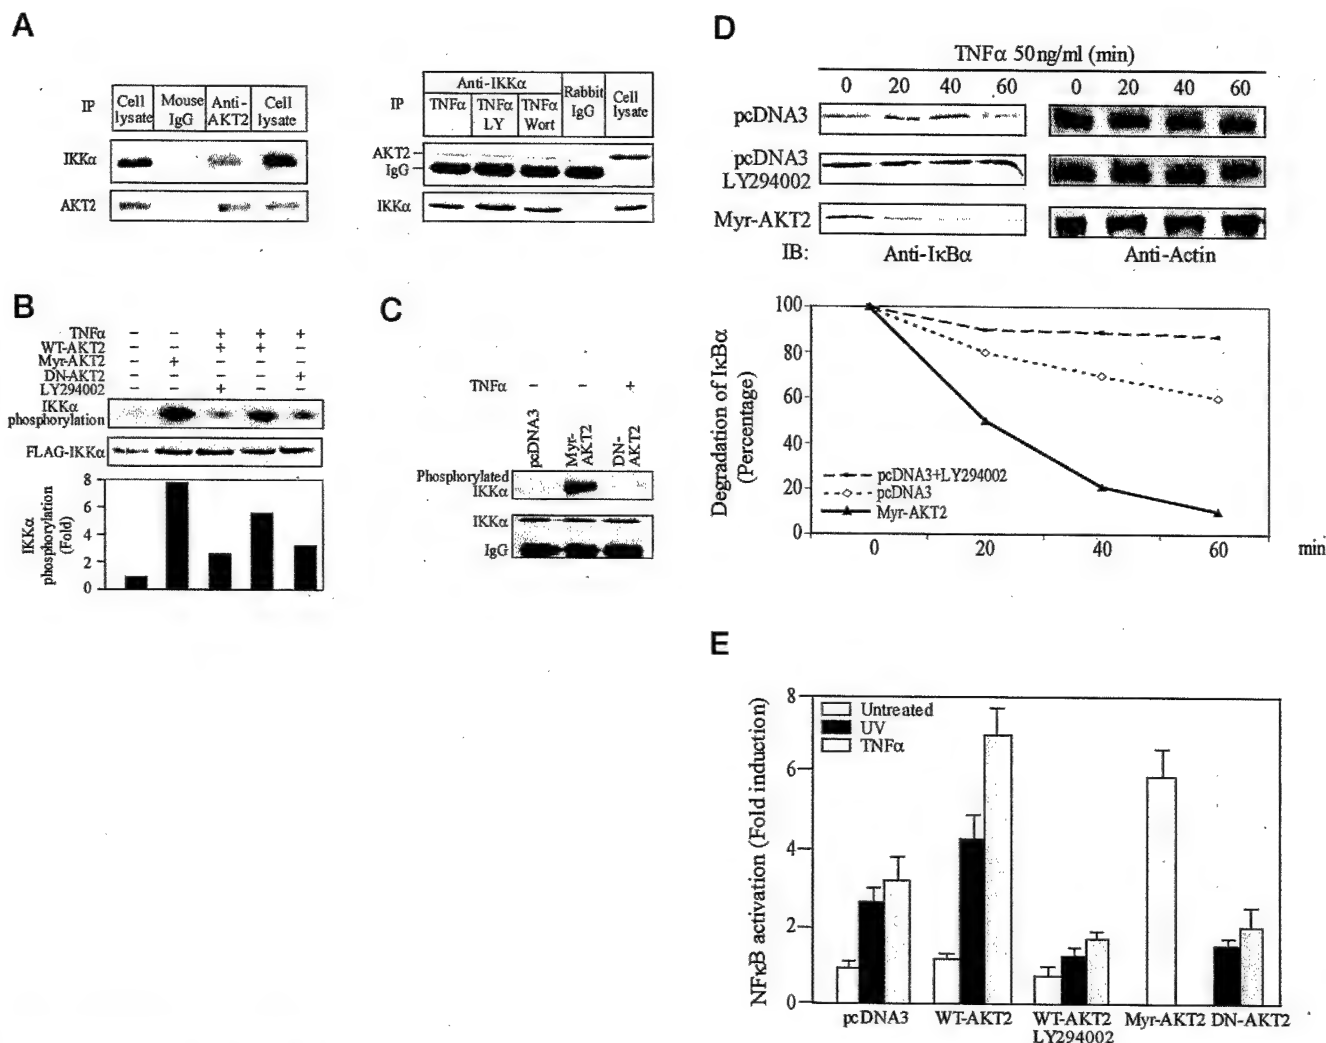 A
IP
Cell lysate
Mouse IgG
Anti-AKT2
Cell lysate
IKKα
AKT2
IP
Anti-IKKα
TNFα
TNFα LY
TNFα Wort
Rabbit IgG
Cell lysate
AKT2
IgG
IKKα
B
TNFα - - + + +
WT-AKT2 - - + + -
Myr-AKT2 - + - - -
DN-AKT2 - - - - +
LY294002 - - + - -
IKKα
phosphorylation
FLAG-IKKα
IKKα
phosphorylation
(Fold)
8
6
4
2
0
C
TNFα - - +
pcDNA3
Myr-AKT2
DN-AKT2
Phosphorylated
IKKα
IKKα
IgG
D
TNFα 50ng/ml (min)
0 20 40 60 0 20 40 60
pcDNA3
pcDNA3
LY294002
Myr-AKT2
IB: Anti-IκBα Anti-Actin
Degradation of IκBα
(Percentage)
100
80
60
40
20
0
pcDNA3+LY294002
pcDNA3
Myr-AKT2
0 20 40 60 min
E
NFκB activation (Fold induction)
8
6
4
2
0
Untreated
UV
TNFα
pcDNA3
WT-AKT2
WT-AKT2
LY294002
Myr-AKT2
DN-AKT2